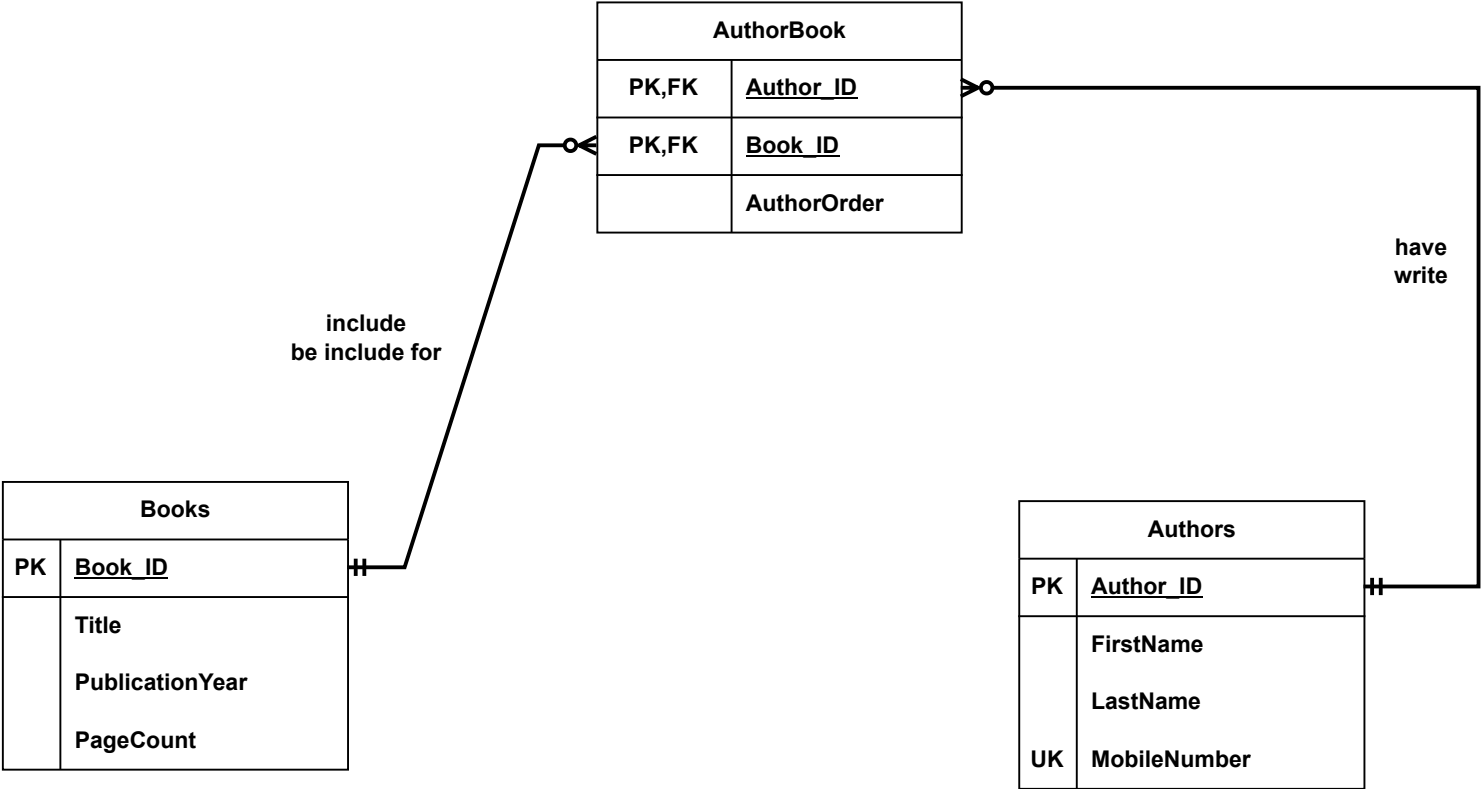 AuthorBook
PK,FK Author_ID
PK,FK Book_ID
AuthorOrder
have
write
include
be include for
Books
PK Book_ID
Title
PublicationYear
PageCount
Authors
PK Author_ID
FirstName
LastName
UK MobileNumber